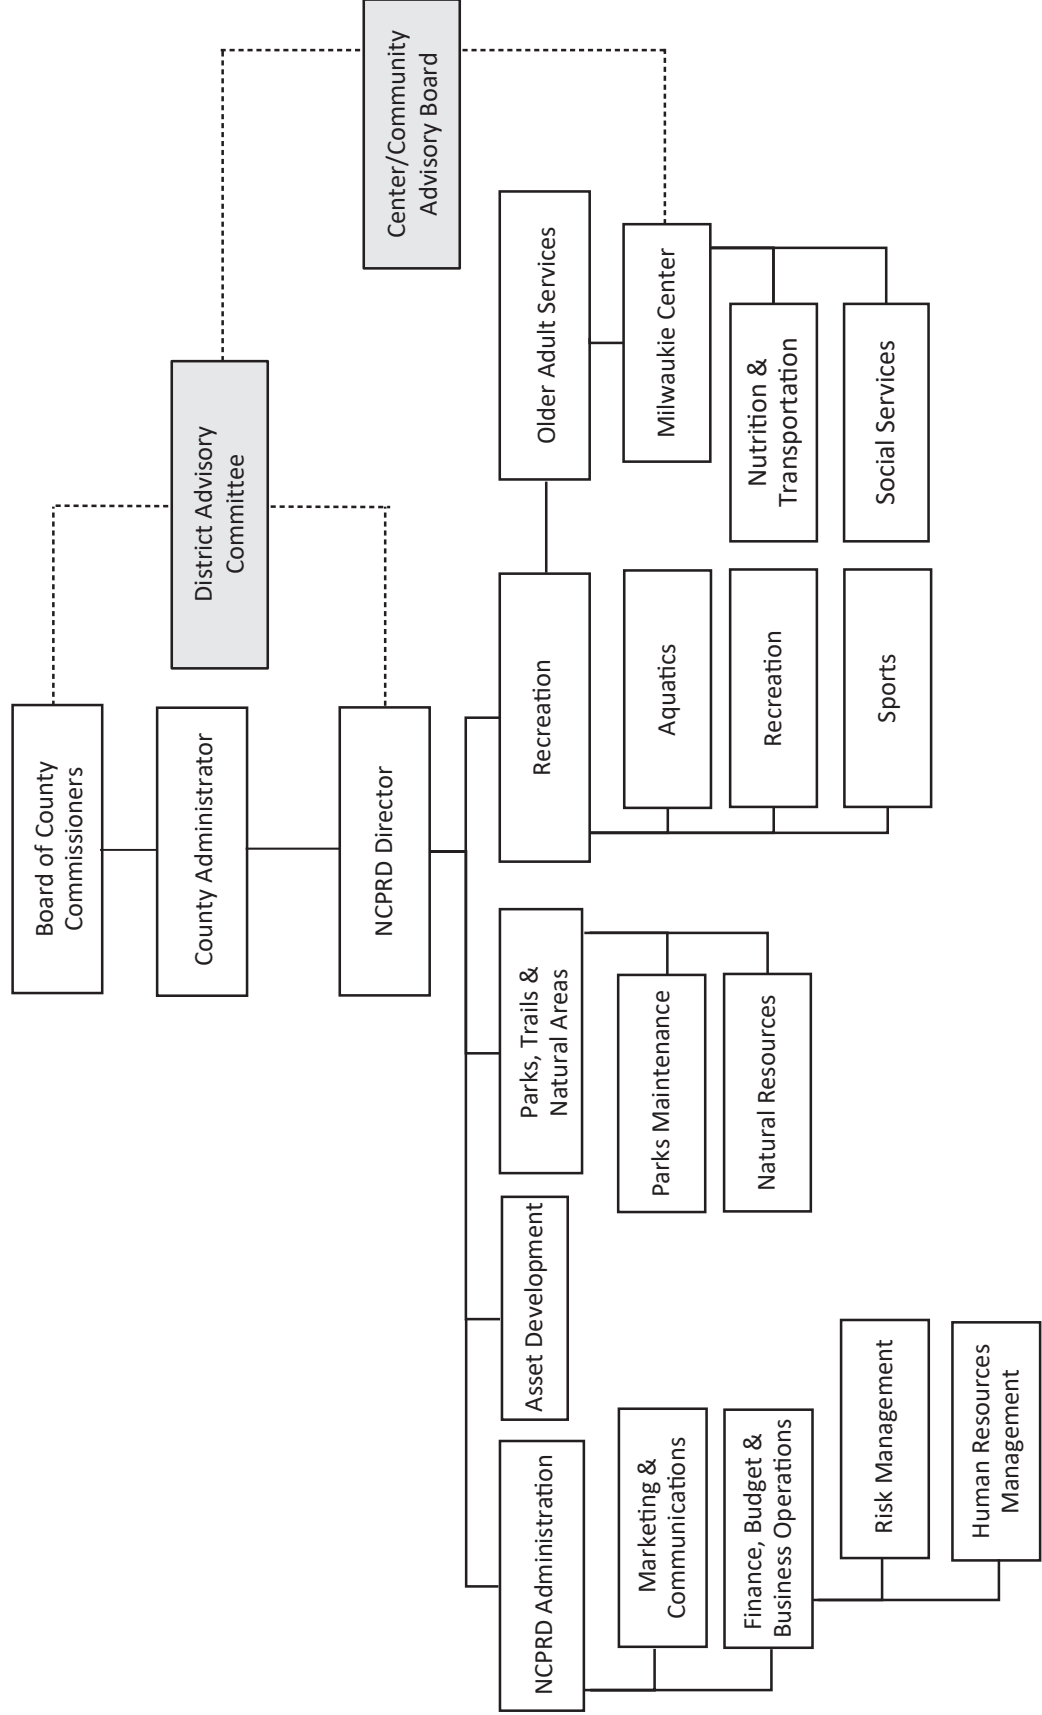 Board of County
Commissioners
County Administrator
District Advisory
Committee
NCPRD Director
Center/Community
Advisory Board
NCPRD Administration
Asset Development
Parks, Trails &
Natural Areas
Recreation
Older Adult Services
Marketing &
Communications
Parks Maintenance
Aquatics
Milwaukie Center
Finance, Budget &
Business Operations
Natural Resources
Recreation
Nutrition &
Transportation
Risk Management
Sports
Social Services
Human Resources
Management